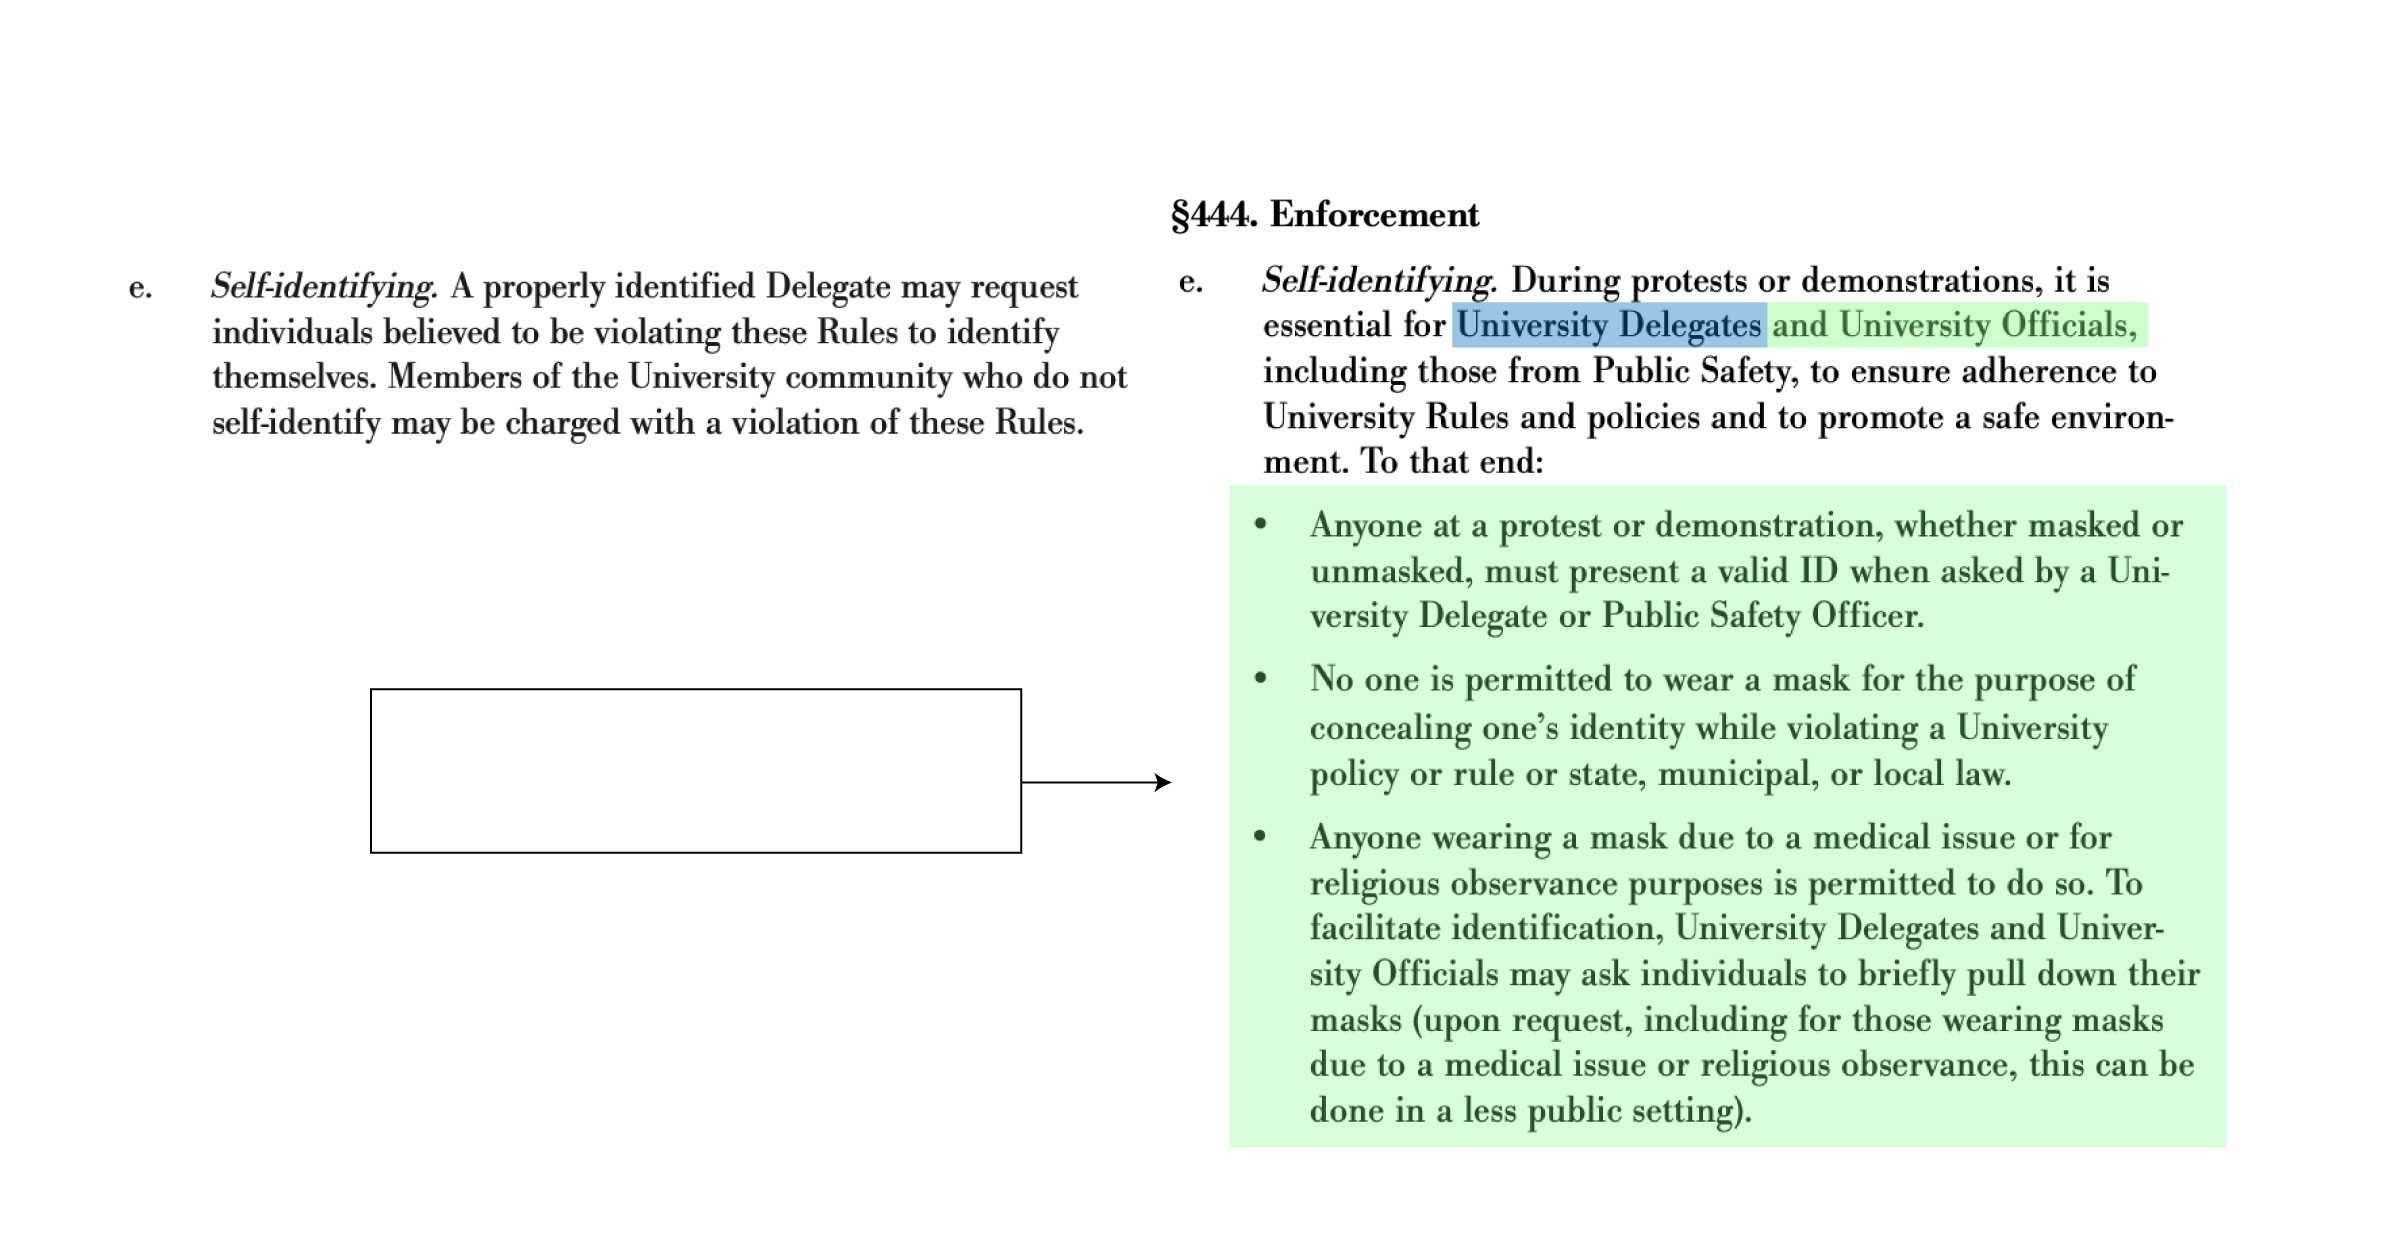 e. Self-identifying. A properly identified Delegate may request
individuals believed to be violating these Rules to identify
themselves. Members of the University community who do not
self-identify may be charged with a violation of these Rules.
§444. Enforcement
e. Self-identifying. During protests or demonstrations, it is
essential for University Delegates and University Officials,
including those from Public Safety, to ensure adherence to
University Rules and policies and to promote a safe environ-
ment. To that end:
• Anyone at a protest or demonstration, whether masked or
unmasked, must present a valid ID when asked by a Uni-
versity Delegate or Public Safety Officer.
• No one is permitted to wear a mask for the purpose of
concealing one’s identity while violating a University
policy or rule or state, municipal, or local law.
• Anyone wearing a mask due to a medical issue or for
religious observance purposes is permitted to do so. To
facilitate identification, University Delegates and Univer-
sity Officials may ask individuals to briefly pull down their
masks (upon request, including for those wearing masks
due to a medical issue or religious observance, this can be
done in a less public setting).